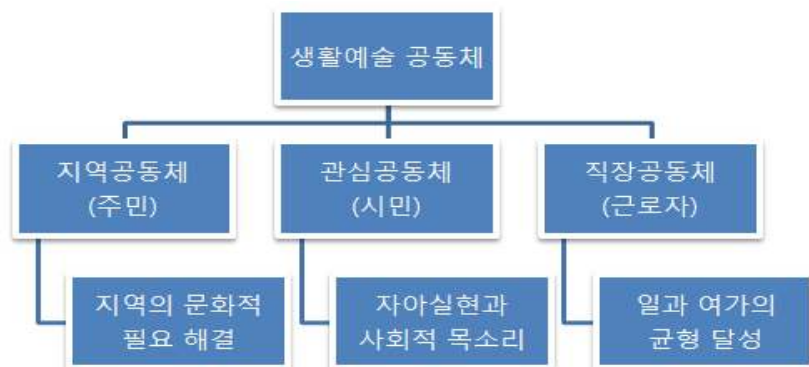 생활예술 공동체
지역공동체
(주민)
관심공동체
(시민)
직장공동체
(근로자)
지역의 문화적
필요 해결
자아실현과
사회적 목소리
일과 여가의
균형 달성